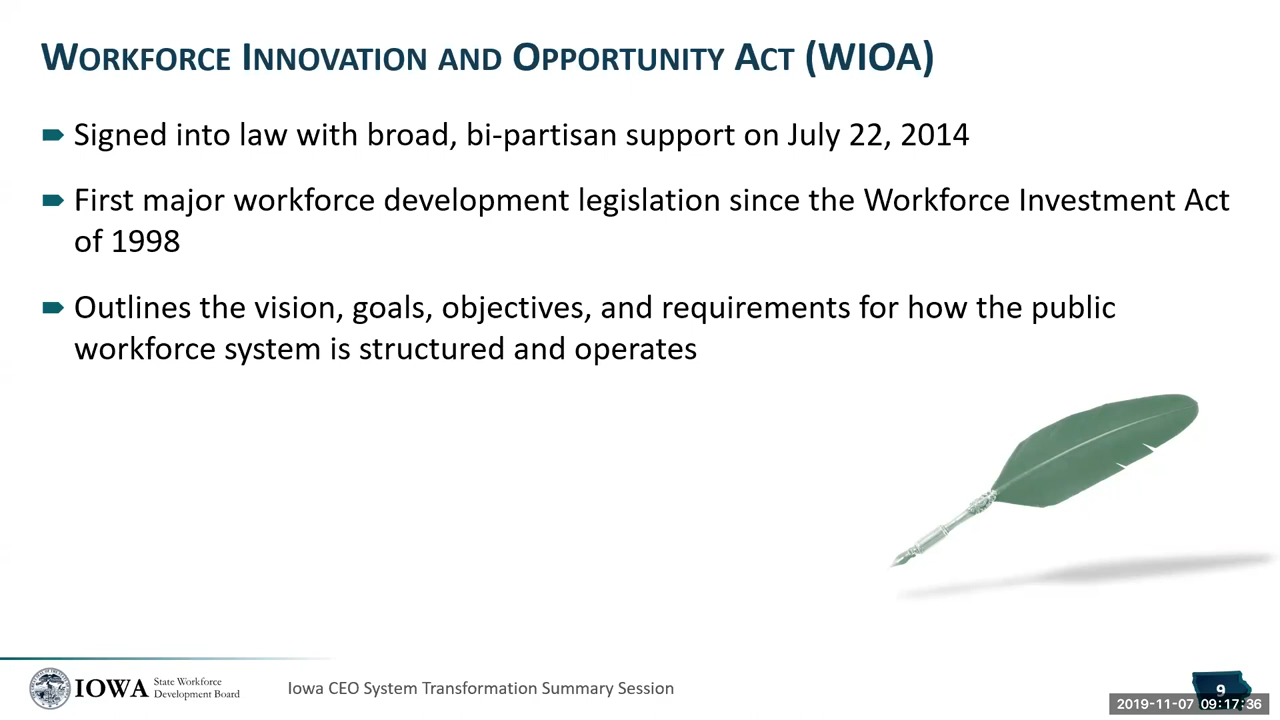 WORKFORCE INNOVATION AND OPPORTUNITY ACT (WIOA)
Signed into law with broad, bi-partisan support on July 22, 2014
First major workforce development legislation since the Workforce Investment Act
of 1998
Outlines the vision, goals, objectives, and requirements for how the public
workforce system is structured and operates
IOWA State Workforce
Development Board
Iowa CEO System Transformation Summary Session
9
2019-11-07 09:17:36